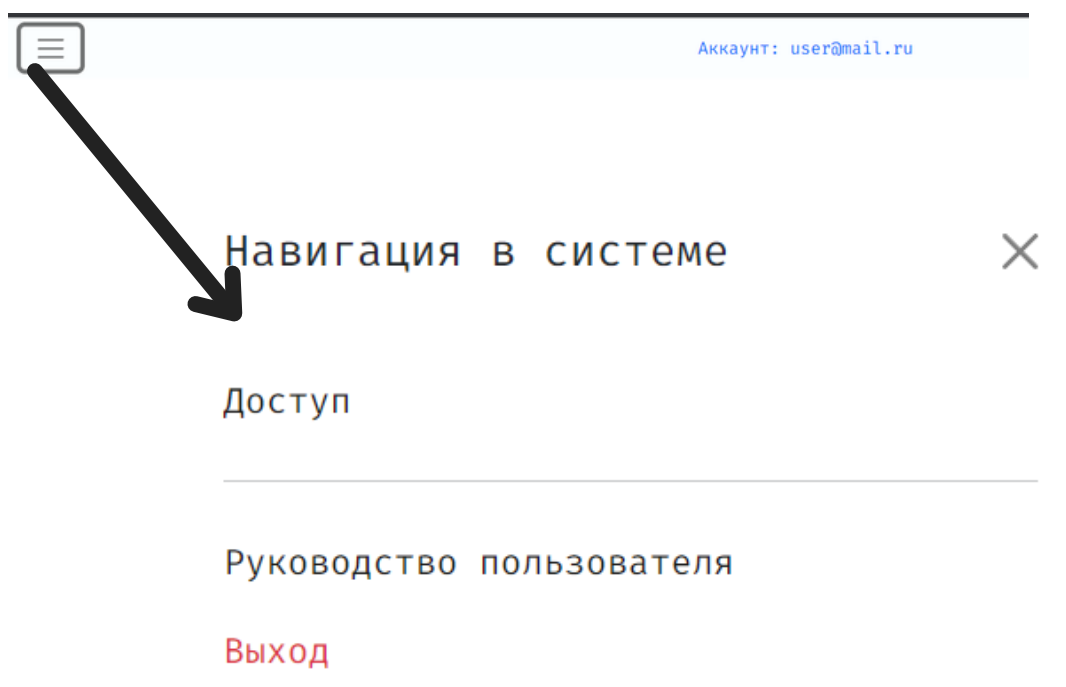 Аккаунт: user@mail.ru
Навигация в системе
Доступ
Руководство пользователя
Выход